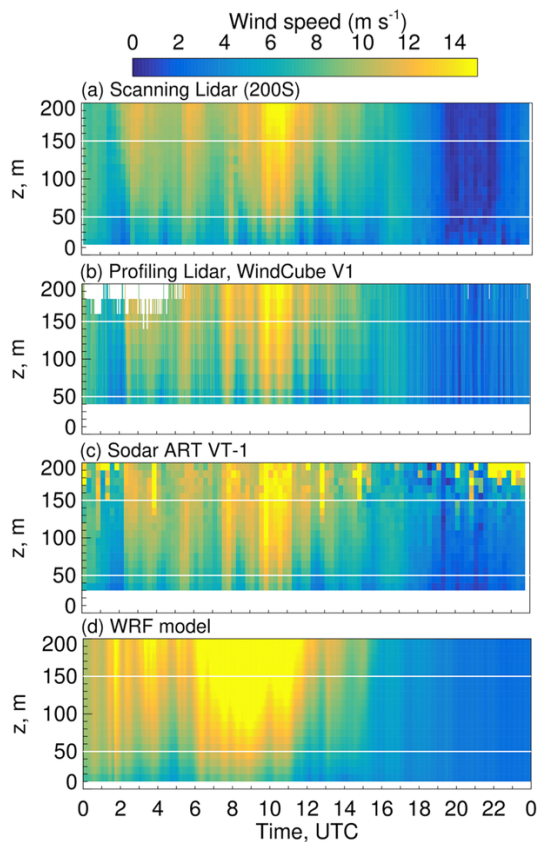 Wind speed (m s⁻¹)
0 2 4 6 8 10 12 14
(a) Scanning Lidar (200S)
200
150
100
50
0
z, m
(b) Profiling Lidar, WindCube V1
200
150
100
50
0
z, m
(c) Sodar ART VT-1
200
150
100
50
0
z, m
(d) WRF model
200
150
100
50
0
z, m
0 2 4 6 8 10 12 14 16 18 20 22 0
Time, UTC